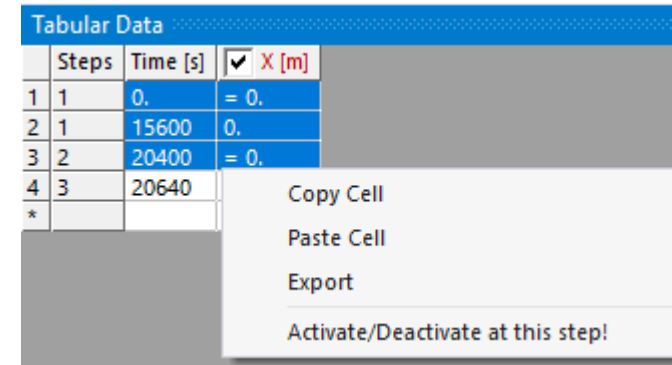 Tabular Data
Steps Time [s] X [m]
1 1 0. = 0.
2 1 15600 0.
3 2 20400 = 0.
4 3 20640
*
Copy Cell
Paste Cell
Export
Activate/Deactivate at this step!